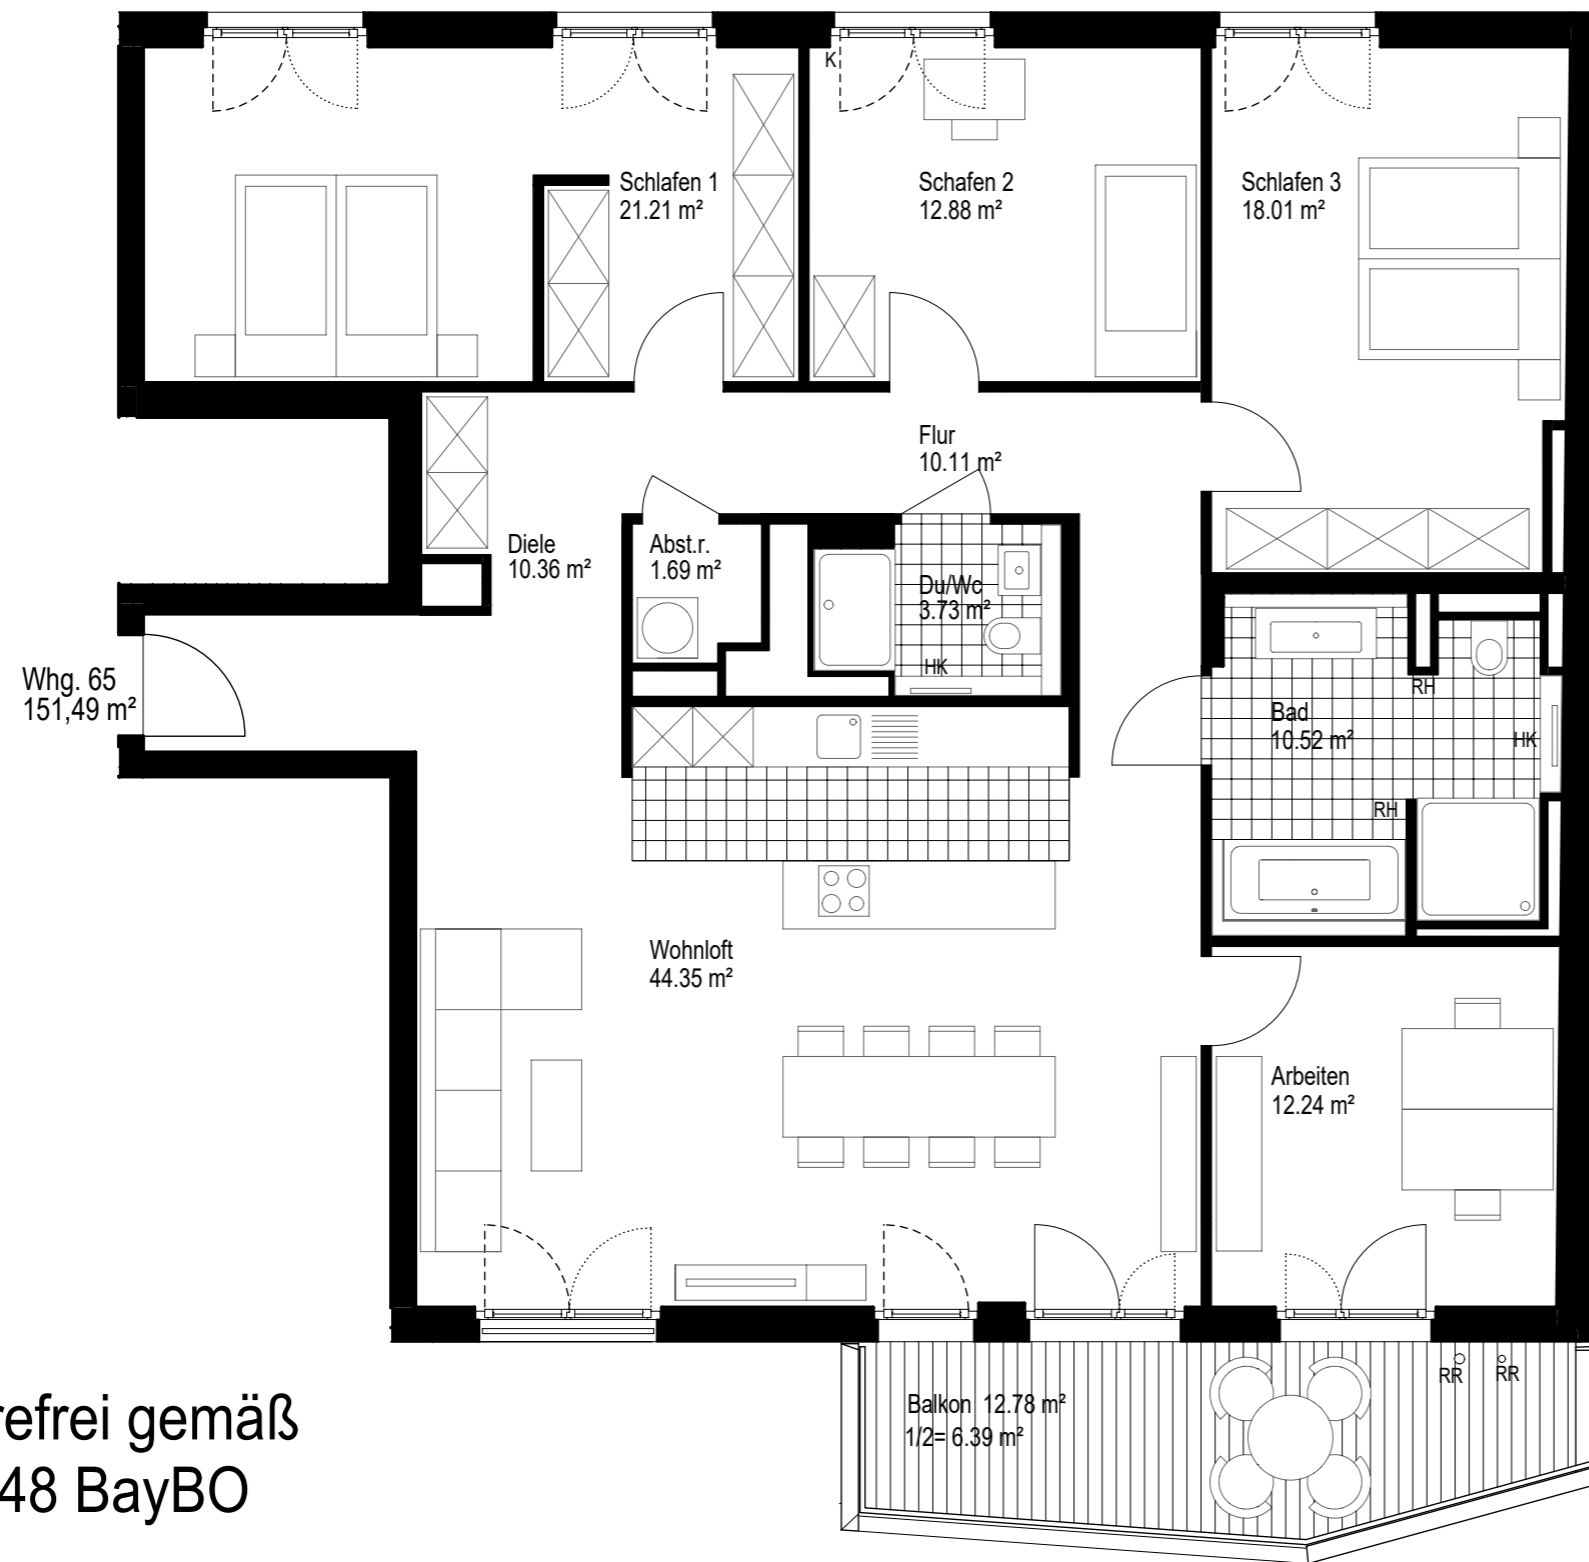 K
Schlafen 1
21.21 m²
Schafen 2
12.88 m²
Schlafen 3
18.01 m²
Flur
10.11 m²
Diele
10.36 m²
Abst.r.
1.69 m²
Du/Wc
3.73 m²
HK
Whg. 65
151,49 m²
RH
Bad
10.52 m²
HK
RH
Wohnloft
44.35 m²
Arbeiten
12.24 m²
RR
RR
Balkon 12.78 m²
1/2= 6.39 m²
refrei gemäß
48 BayBO